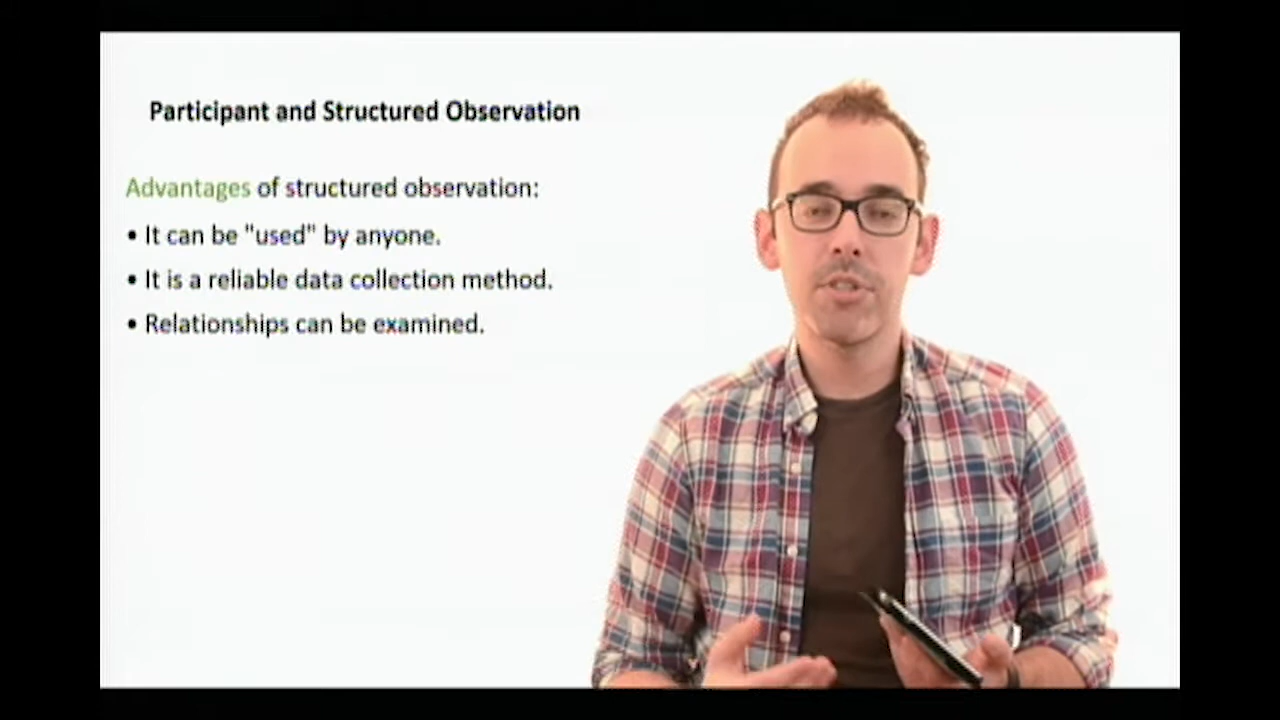 Participant and Structured Observation
Advantages of structured observation:
• It can be "used" by anyone.
• It is a reliable data collection method.
• Relationships can be examined.